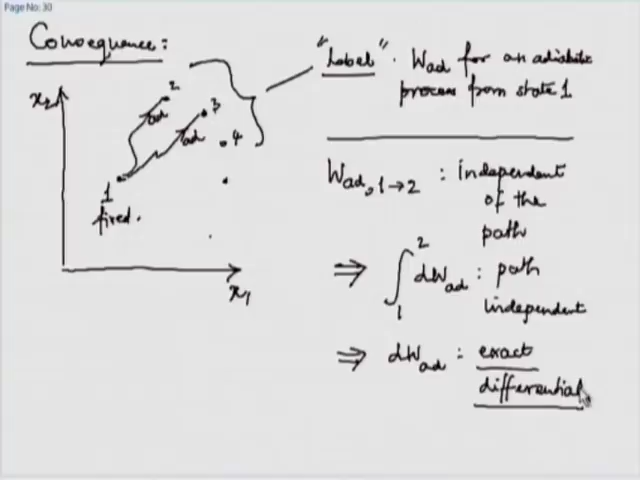 Page No: 30
Consequence:
x2
2
ad
3
ad
4
1
fixed.
x1
"Label". Wad for an adiabatic
process from state 1
Wad,1→2 : independent
of the
path
⇒ ∫₁² dWad : path
independent
⇒ dWad : exact
differential